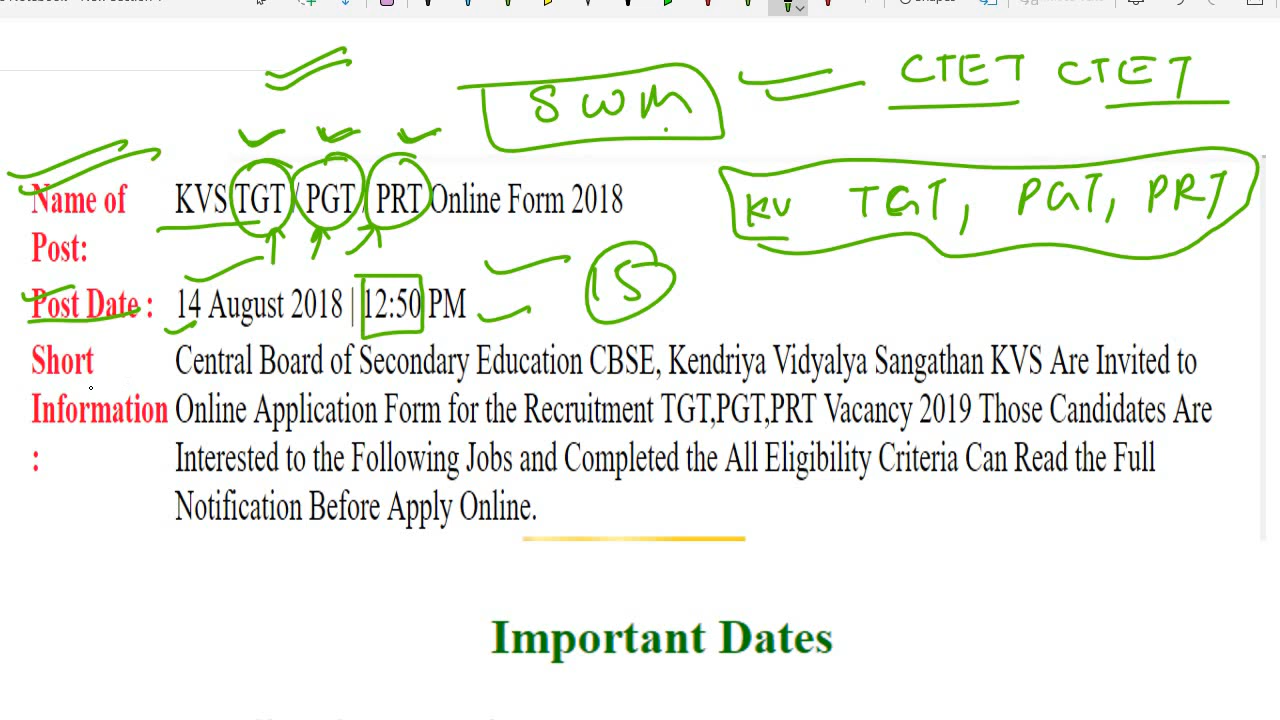 CTET CTET
SWM
Name of KVS TGT / PGT / PRT Online Form 2018
Post:
KV TGT, PGT, PRT
Post Date : 14 August 2018 | 12:50 PM
15
Short Central Board of Secondary Education CBSE, Kendriya Vidyalya Sangathan KVS Are Invited to
Information Online Application Form for the Recruitment TGT,PGT,PRT Vacancy 2019 Those Candidates Are
: Interested to the Following Jobs and Completed the All Eligibility Criteria Can Read the Full
Notification Before Apply Online.
Important Dates